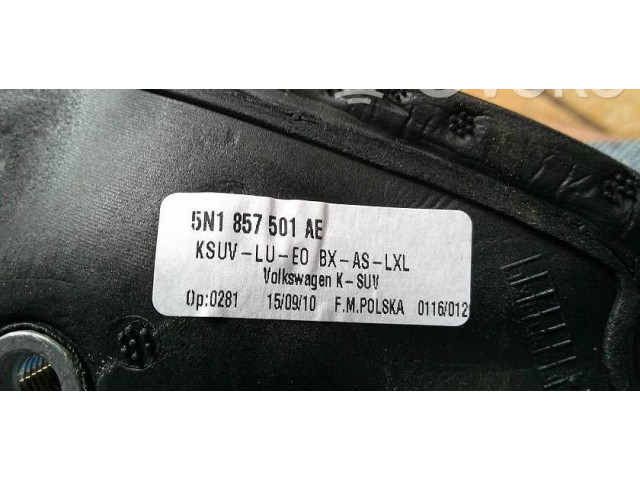 5N1 857 501 AE
KSUV-LU-EO BX-AS-LXL
Volkswagen K-SUV
Op:0281 15/09/10 F.M.POLSKA 0116/012